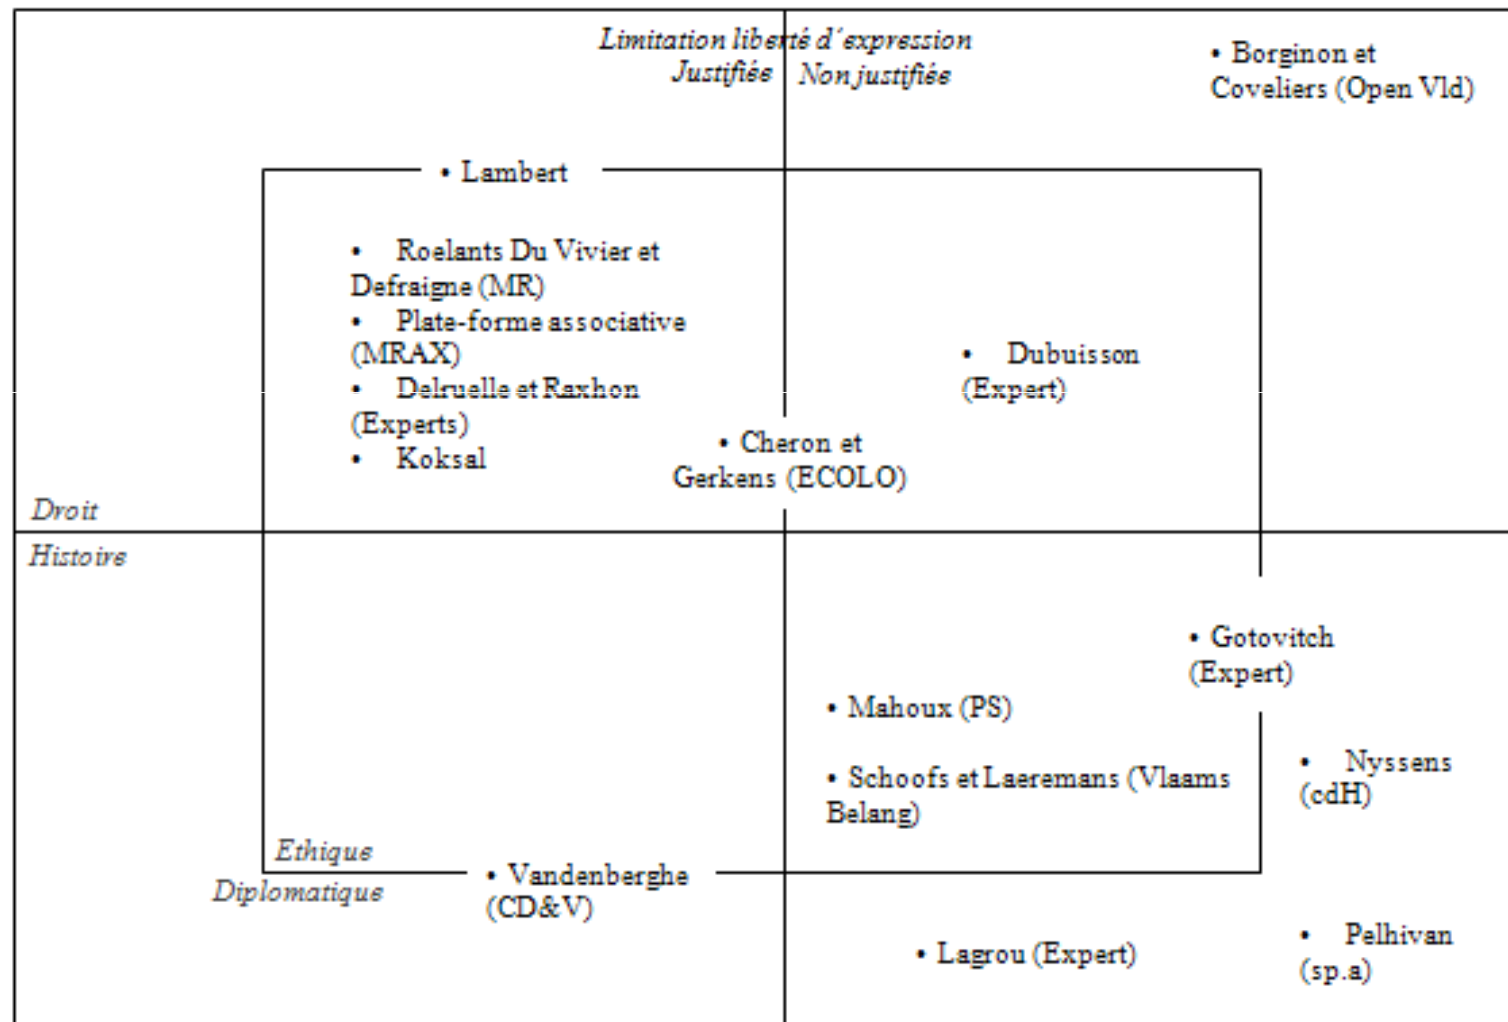 Limitation liberté d´expression
Justifiée Non justifiée
• Borginon et
Coveliers (Open Vld)
• Lambert
• Roelants Du Vivier et
Defraigne (MR)
• Plate-forme associative
(MRAX)
• Delruelle et Raxhon
(Experts)
• Koksal
• Dubuisson
(Expert)
• Cheron et
Gerkens (ECOLO)
Droit
Histoire
• Gotovitch
(Expert)
• Mahoux (PS)
• Schoofs et Laeremans (Vlaams
Belang)
• Nyssens
(cdH)
Ethique
Diplomatique
• Vandenberghe
(CD&V)
• Lagrou (Expert)
• Pelhivan
(sp.a)